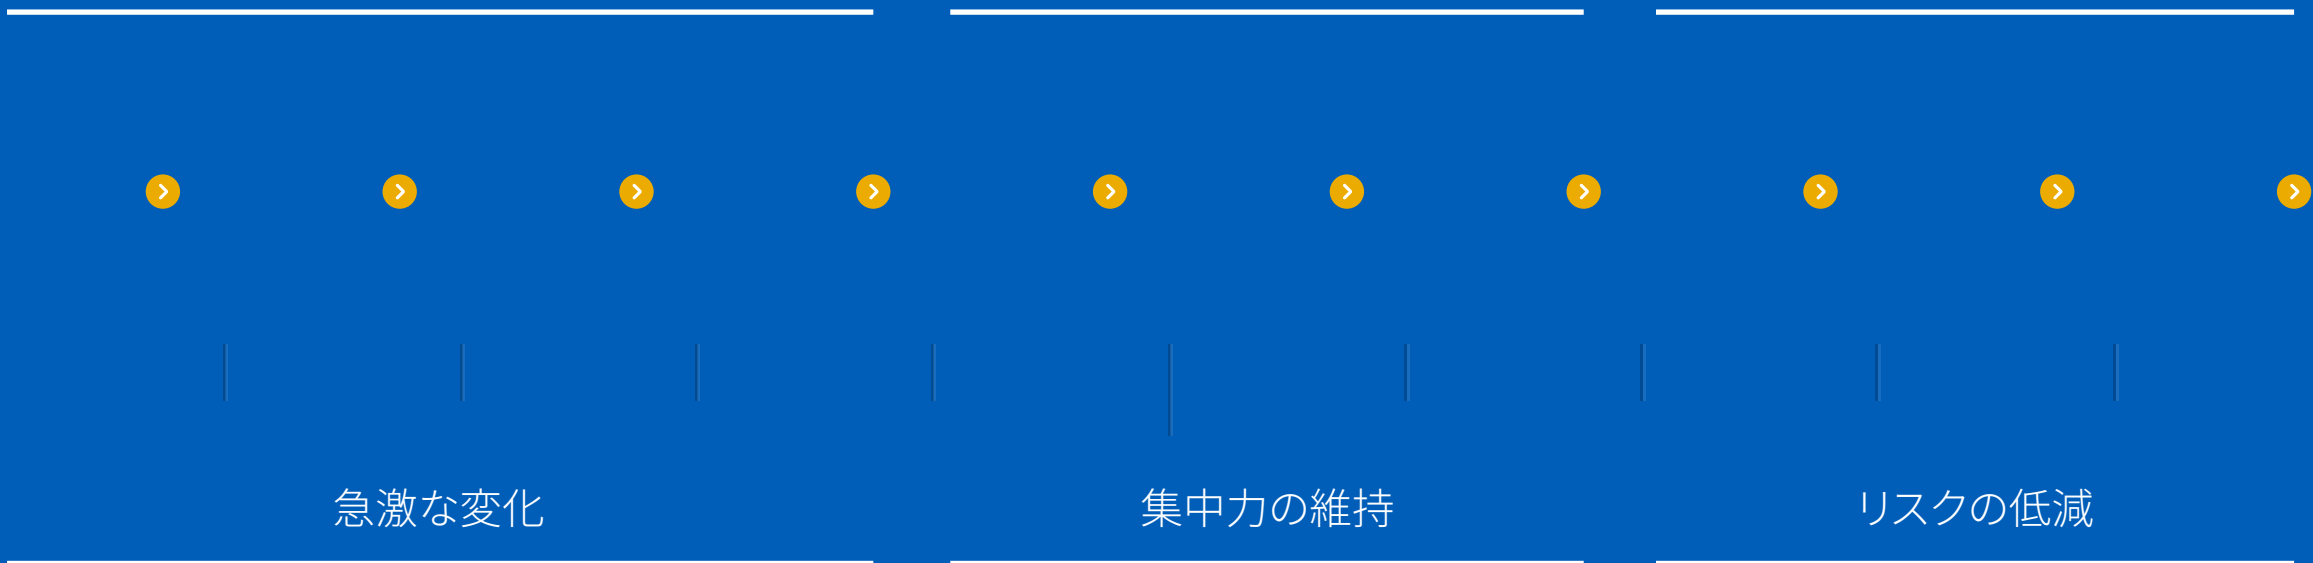 急激な変化
集中力の維持
リスクの低減